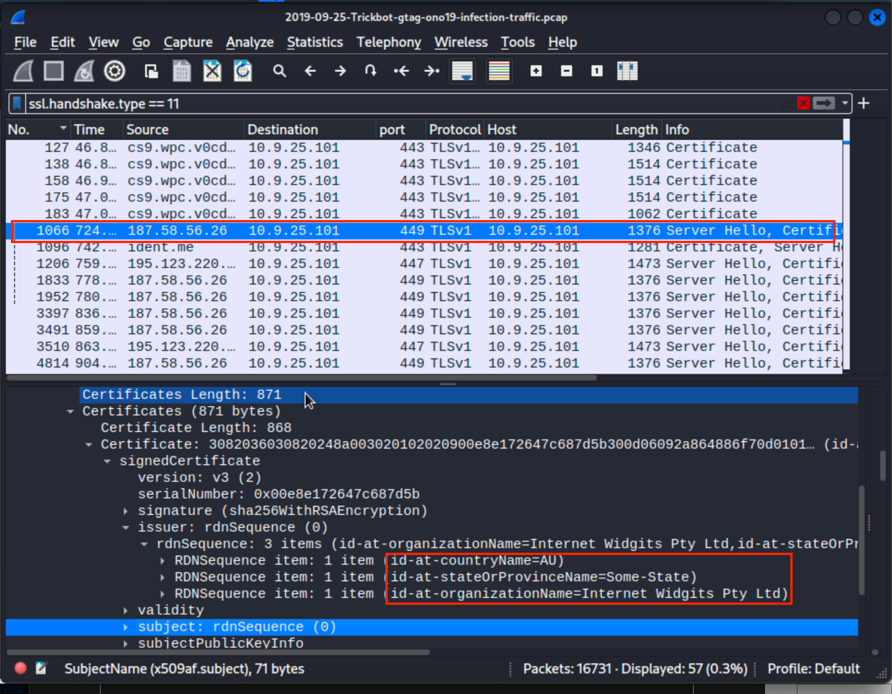 2019-09-25-Trickbot-gtag-ono19-infection-traffic.pcap
File Edit View Go Capture Analyze Statistics Telephony Wireless Tools Help
ssl.handshake.type == 11
No. Time Source Destination port Protocol Host Length Info
127 46.8… cs9.wpc.v0cd… 10.9.25.101 443 TLSv1… 10.9.25.101 1346 Certificate
138 46.8… cs9.wpc.v0cd… 10.9.25.101 443 TLSv1… 10.9.25.101 1514 Certificate
158 46.9… cs9.wpc.v0cd… 10.9.25.101 443 TLSv1… 10.9.25.101 1514 Certificate
175 47.0… cs9.wpc.v0cd… 10.9.25.101 443 TLSv1… 10.9.25.101 1514 Certificate
183 47.0… cs9.wpc.v0cd… 10.9.25.101 443 TLSv1… 10.9.25.101 1062 Certificate
1066 724.… 187.58.56.26 10.9.25.101 449 TLSv1 10.9.25.101 1376 Server Hello, Certifi
1096 742.… ident.me 10.9.25.101 443 TLSv1 10.9.25.101 1281 Certificate, Server H
1206 759.… 195.123.220.… 10.9.25.101 447 TLSv1 10.9.25.101 1473 Server Hello, Certifi
1833 778.… 187.58.56.26 10.9.25.101 449 TLSv1 10.9.25.101 1376 Server Hello, Certifi
1952 780.… 187.58.56.26 10.9.25.101 449 TLSv1 10.9.25.101 1376 Server Hello, Certifi
3397 836.… 187.58.56.26 10.9.25.101 449 TLSv1 10.9.25.101 1376 Server Hello, Certifi
3491 859.… 187.58.56.26 10.9.25.101 449 TLSv1 10.9.25.101 1376 Server Hello, Certifi
3510 863.… 195.123.220.… 10.9.25.101 447 TLSv1 10.9.25.101 1473 Server Hello, Certifi
4814 904.… 187.58.56.26 10.9.25.101 449 TLSv1 10.9.25.101 1376 Server Hello, Certifi
Certificates Length: 871
Certificates (871 bytes)
Certificate Length: 868
Certificate: 3082036030820248a003020102020900e8e172647c687d5b300d06092a864886f70d0101… (id-a
signedCertificate
version: v3 (2)
serialNumber: 0x00e8e172647c687d5b
signature (sha256WithRSAEncryption)
issuer: rdnSequence (0)
rdnSequence: 3 items (id-at-organizationName=Internet Widgits Pty Ltd,id-at-stateOrPr
RDNSequence item: 1 item (id-at-countryName=AU)
RDNSequence item: 1 item (id-at-stateOrProvinceName=Some-State)
RDNSequence item: 1 item (id-at-organizationName=Internet Widgits Pty Ltd)
validity
subject: rdnSequence (0)
subjectPublicKeyInfo
SubjectName (x509af.subject), 71 bytes Packets: 16731 · Displayed: 57 (0.3%) Profile: Default